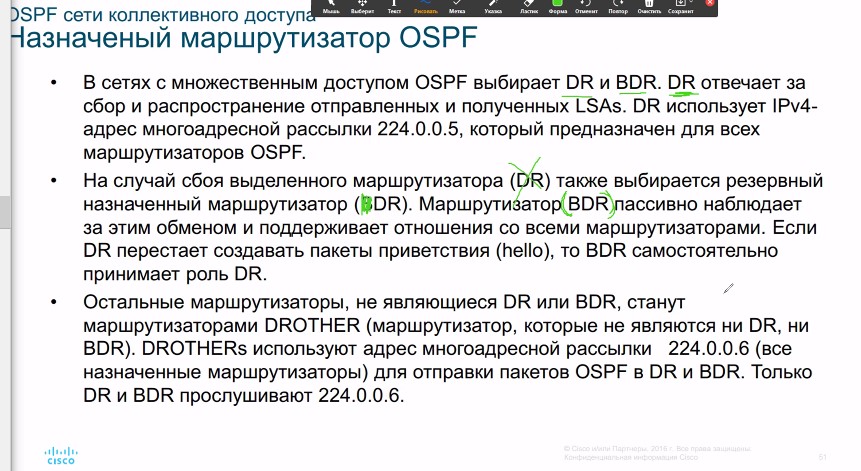 OSPF сети коллективного доступа
Мышь Выберит Текст Рисовать Метка Указка Ластик Форма Отменит Повтор Очистить Сохранит
Назначеный маршрутизатор OSPF
• В сетях с множественным доступом OSPF выбирает DR и BDR. DR отвечает за
сбор и распространение отправленных и полученных LSAs. DR использует IPv4-
адрес многоадресной рассылки 224.0.0.5, который предназначен для всех
маршрутизаторов OSPF.
• На случай сбоя выделенного маршрутизатора (DR) также выбирается резервный
назначенный маршрутизатор (BDR). Маршрутизатор (BDR) пассивно наблюдает
за этим обменом и поддерживает отношения со всеми маршрутизаторами. Если
DR перестает создавать пакеты приветствия (hello), то BDR самостоятельно
принимает роль DR.
• Остальные маршрутизаторы, не являющиеся DR или BDR, станут
маршрутизаторами DROTHER (маршрутизатор, которые не являются ни DR, ни
BDR). DROTHERs используют адрес многоадресной рассылки 224.0.0.6 (все
назначенные маршрутизаторы) для отправки пакетов OSPF в DR и BDR. Только
DR и BDR прослушивают 224.0.0.6.
CISCO
© Cisco и/или Партнеры, 2016 г. Все права защищены.
Конфиденциальная информация Cisco
51